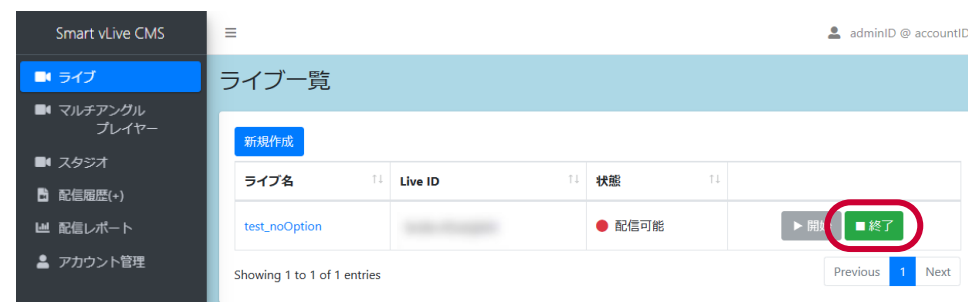 Smart vLive CMS
adminID @ accountID
ライブ
ライブ一覧
マルチアングル
プレイヤー
新規作成
スタジオ
ライブ名 Live ID 状態
配信履歴(+)
配信レポート
test_noOption 配信可能 終了
アカウント管理
Showing 1 to 1 of 1 entries
Previous 1 Next